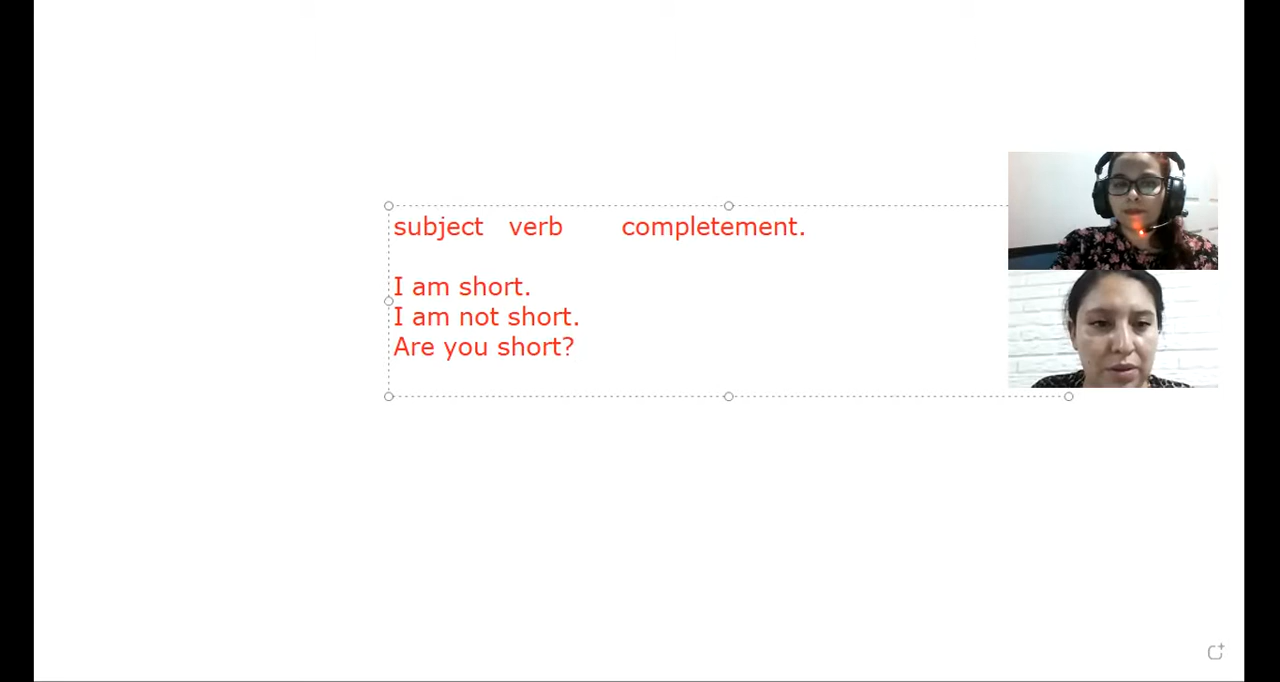 subject verb completement.
I am short.
I am not short.
Are you short?